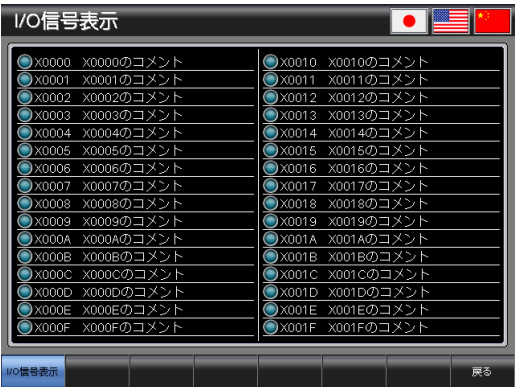 I/O信号表示
X0000 X0000のコメント
X0001 X0001のコメント
X0002 X0002のコメント
X0003 X0003のコメント
X0004 X0004のコメント
X0005 X0005のコメント
X0006 X0006のコメント
X0007 X0007のコメント
X0008 X0008のコメント
X0009 X0009のコメント
X000A X000Aのコメント
X000B X000Bのコメント
X000C X000Cのコメント
X000D X000Dのコメント
X000E X000Eのコメント
X000F X000Fのコメント
X0010 X0010のコメント
X0011 X0011のコメント
X0012 X0012のコメント
X0013 X0013のコメント
X0014 X0014のコメント
X0015 X0015のコメント
X0016 X0016のコメント
X0017 X0017のコメント
X0018 X0018のコメント
X0019 X0019のコメント
X001A X001Aのコメント
X001B X001Bのコメント
X001C X001Cのコメント
X001D X001Dのコメント
X001E X001Eのコメント
X001F X001Fのコメント
I/O信号表示
戻る